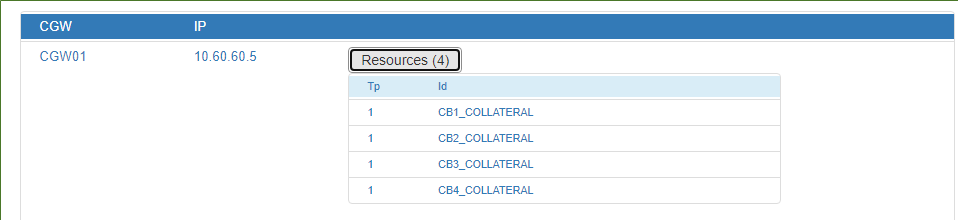 CGW IP
CGW01 10.60.60.5 Resources (4)
Tp Id
1 CB1_COLLATERAL
1 CB2_COLLATERAL
1 CB3_COLLATERAL
1 CB4_COLLATERAL